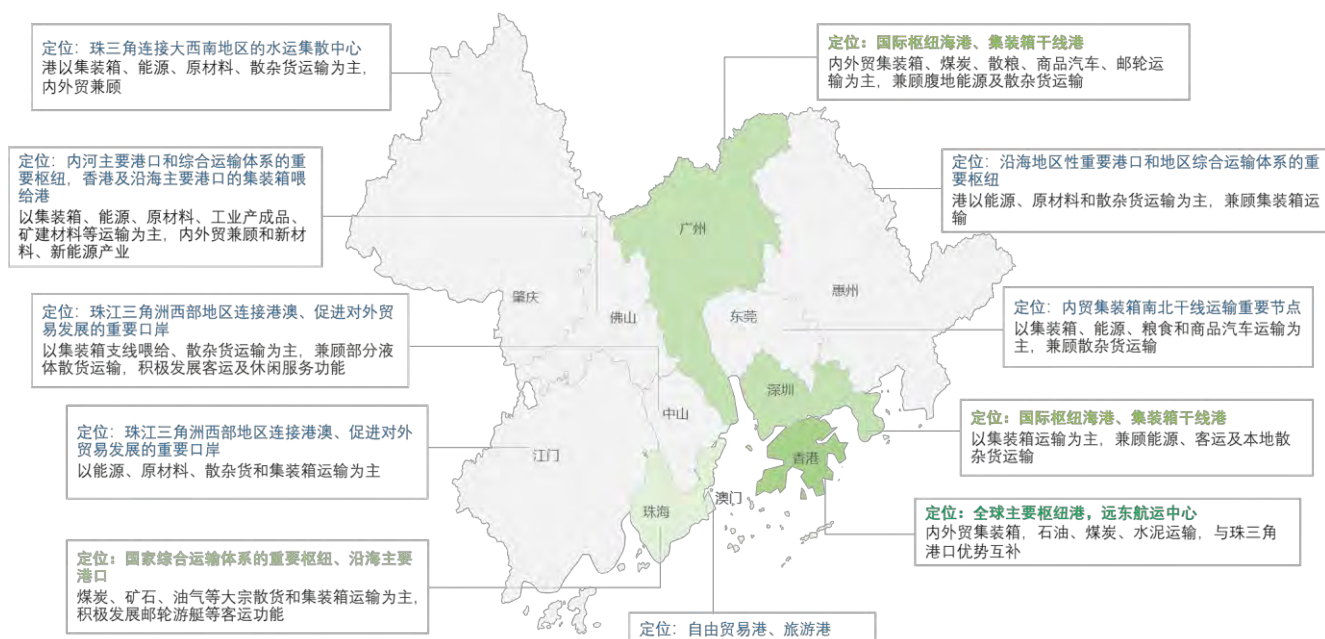 定位：珠三角连接大西南地区的水运集散中心
港以集装箱、能源、原材料、散杂货运输为主，
内外贸兼顾
定位：国际枢纽海港、集装箱干线港
内外贸集装箱、煤炭、散粮、商品汽车、邮轮运
输为主，兼顾腹地能源及散杂货运输
定位：内河主要港口和综合运输体系的重
要枢纽，香港及沿海主要港口的集装箱喂
给港
以集装箱、能源、原材料、工业产成品、
矿建材料等运输为主，内外贸兼顾和新材
料、新能源产业
定位：沿海地区性重要港口和地区综合运输体系的重
要枢纽
港以能源、原材料和散杂货运输为主，兼顾集装箱运
输
定位：珠江三角洲西部地区连接港澳、促进对外贸
易发展的重要口岸
以集装箱支线喂给、散杂货运输为主，兼顾部分液
体散货运输，积极发展客运及休闲服务功能
定位：内贸集装箱南北干线运输重要节点
以集装箱、能源、粮食和商品汽车运输为
主，兼顾散杂货运输
定位：珠江三角洲西部地区连接港澳、促进对外
贸易发展的重要口岸
以能源、原材料、散杂货和集装箱运输为主
定位：国际枢纽海港、集装箱干线港
以集装箱运输为主，兼顾能源、客运及本地散
杂货运输
定位：全球主要枢纽港，远东航运中心
内外贸集装箱，石油、煤炭、水泥运输，与珠三角
港口优势互补
定位：国家综合运输体系的重要枢纽、沿海主要
港口
煤炭、矿石、油气等大宗散货和集装箱运输为主，
积极发展邮轮游艇等客运功能
定位：自由贸易港、旅游港
广州
肇庆
佛山
东莞
惠州
深圳
中山
江门
香港
澳门
珠海